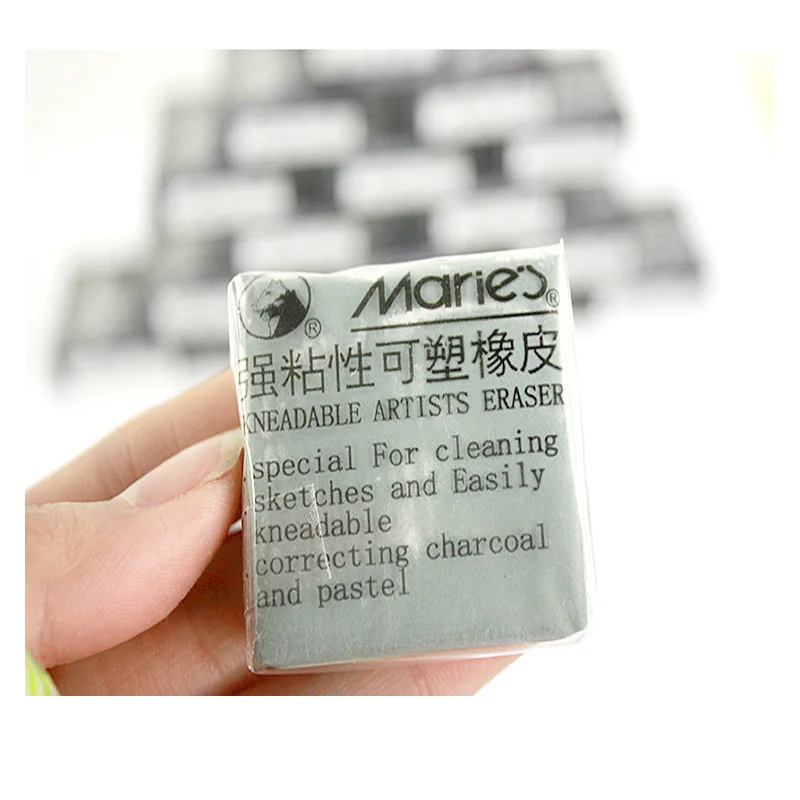 Marie's®
®
强粘性可塑橡皮
KNEADABLE ARTISTS ERASER
special For cleaning
sketches and Easily
kneadable
correcting charcoal
and pastel